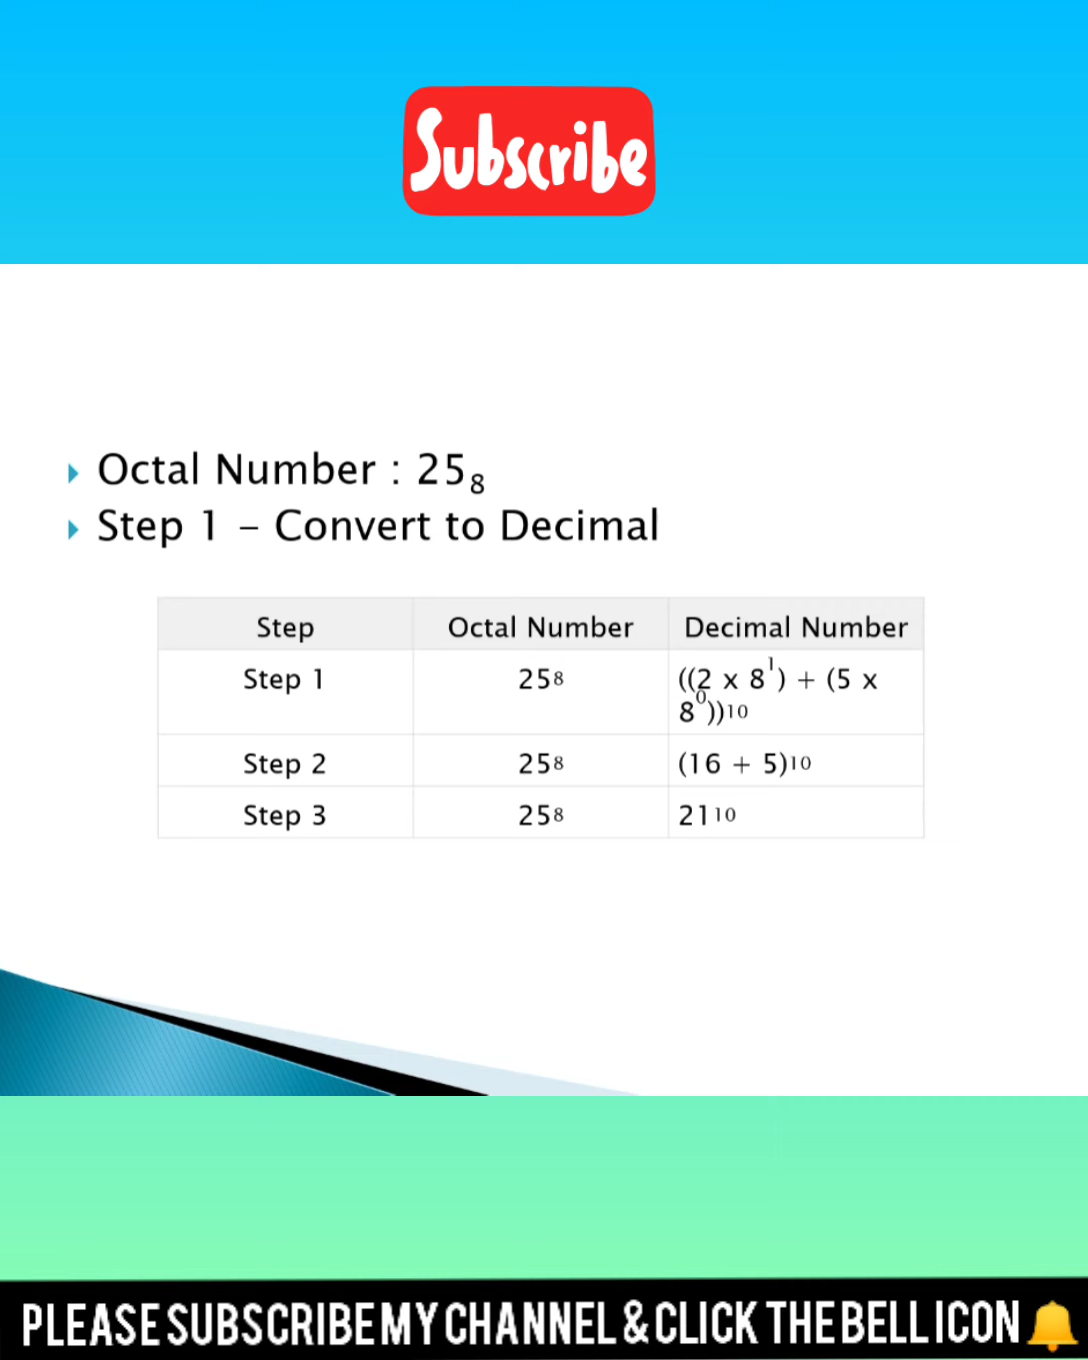 Subscribe
Octal Number : 25₈
Step 1 – Convert to Decimal
Step Octal Number Decimal Number
Step 1 25₈ ((2 x 8¹) + (5 x
8⁰))₁₀
Step 2 25₈ (16 + 5)₁₀
Step 3 25₈ 21₁₀
PLEASE SUBSCRIBE MY CHANNEL & CLICK THE BELL ICON